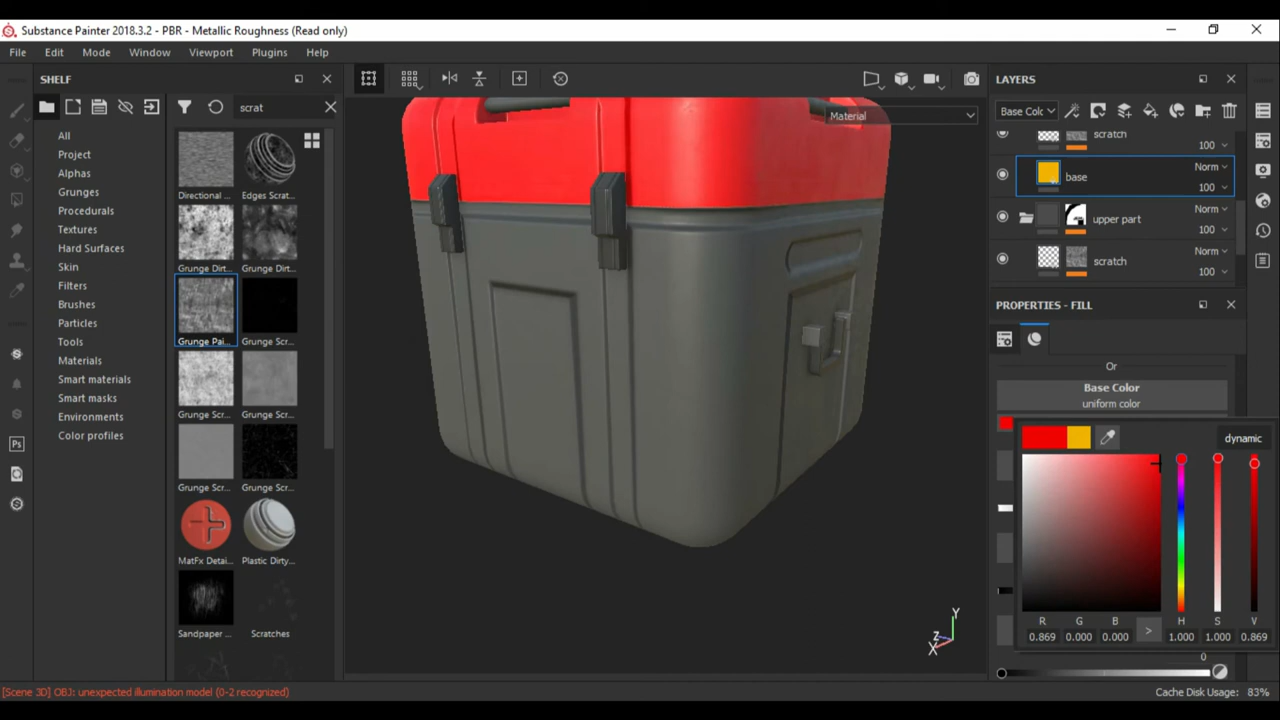 Substance Painter 2018.3.2 - PBR - Metallic Roughness (Read only)
File Edit Mode Window Viewport Plugins Help
SHELF
scrat
All
Project
Alphas
Grunges
Procedurals
Textures
Hard Surfaces
Skin
Filters
Brushes
Particles
Tools
Materials
Smart materials
Smart masks
Environments
Color profiles
Ps
Directional ... Edges Scrat...
Grunge Dirt... Grunge Dirt...
Grunge Pai... Grunge Scr...
Grunge Scr... Grunge Scr...
Grunge Scr... Grunge Scr...
MatFx Detai... Plastic Dirty...
Sandpaper ... Scratches
Material
Y
Z
X
LAYERS
Base Colo
scratch
100
base
Norm
100
upper part
Norm
100
scratch
Norm
100
PROPERTIES - FILL
Or
Base Color
uniform color
dynamic
R G B H S V
0.869 0.000 0.000 > 1.000 1.000 0.869
0
[Scene 3D] OBJ: unexpected illumination model (0-2 recognized)
Cache Disk Usage: 83%